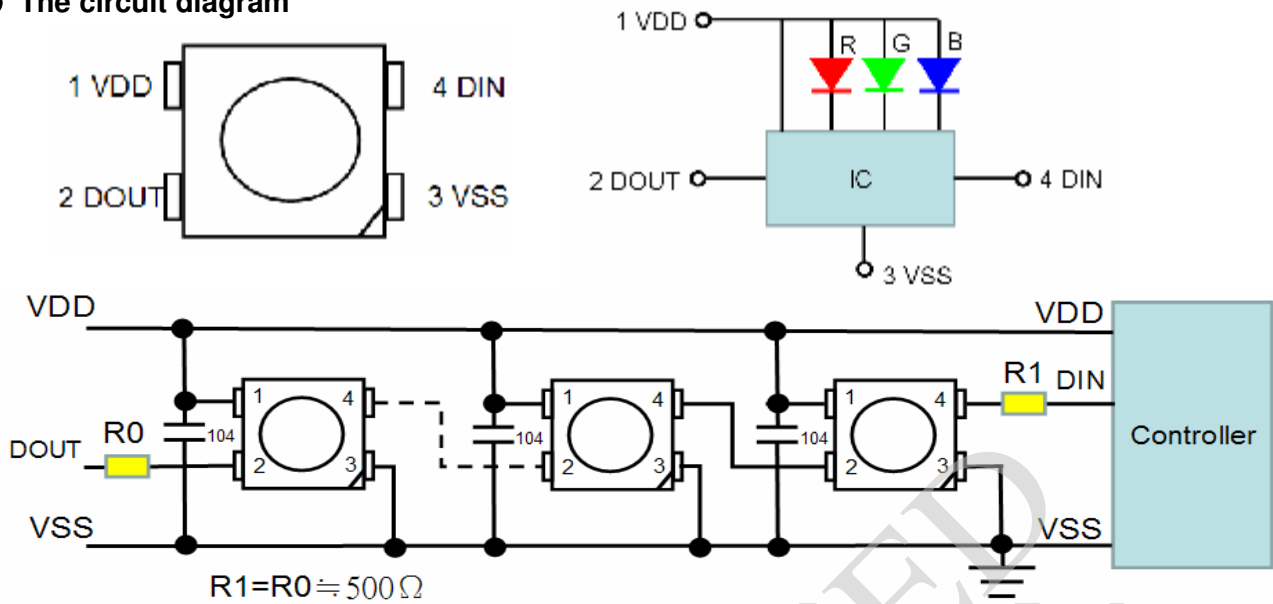 The circuit diagram
1 VDD
4 DIN
2 DOUT
3 VSS
1 VDD
R
G
B
2 DOUT
IC
4 DIN
3 VSS
VDD
VDD
R1
DIN
1
4
1
4
1
4
Controller
DOUT
R0
104
104
104
2
3
2
3
2
3
VSS
VSS
R1=R0≒500Ω